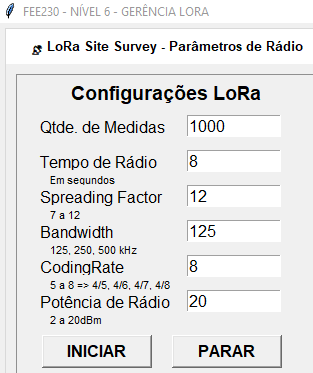 FEE230 - NÍVEL 6 - GERÊNCIA LORA
LoRa Site Survey - Parâmetros de Rádio
Configurações LoRa
Qtde. de Medidas 1000
Tempo de Rádio 8
Em segundos
Spreading Factor 12
7 a 12
Bandwidth 125
125, 250, 500 kHz
CodingRate 8
5 a 8 => 4/5, 4/6, 4/7, 4/8
Potência de Rádio 20
2 a 20dBm
INICIAR PARAR